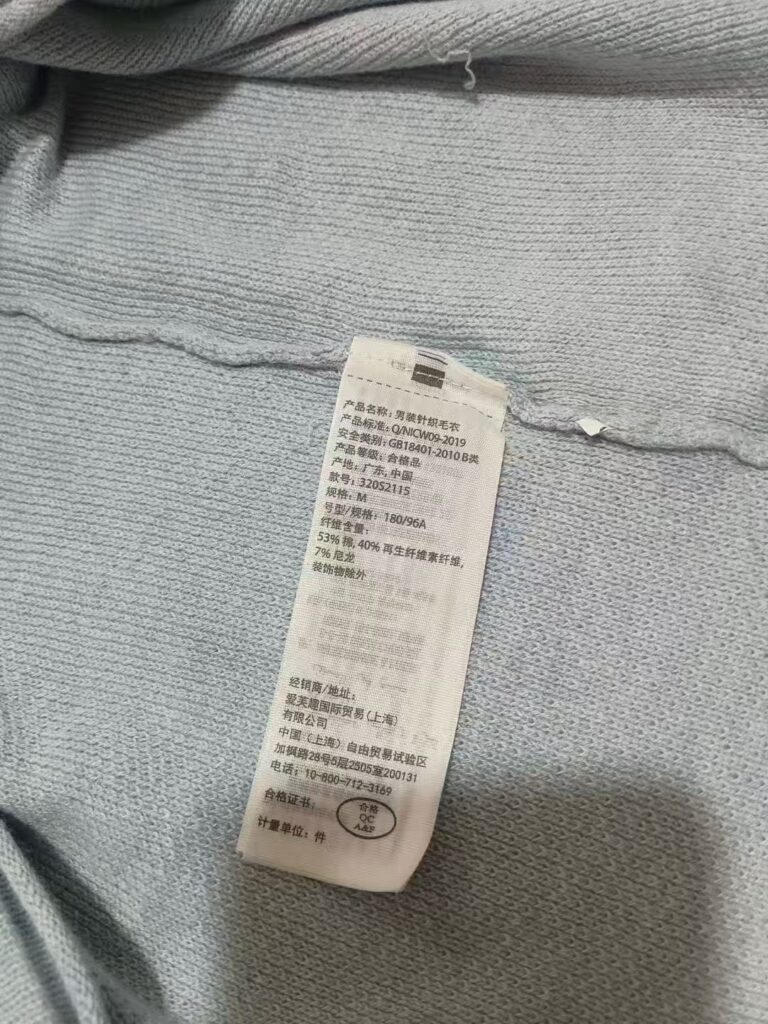 产品名称：男装针织毛衣
产品标准：Q/NICW09-2019
安全类别：GB18401-2010 B类
产品等级：合格品
产地：广东，中国
款号：320S2115
规格：M
号型/规格：180/96A
纤维含量：
53% 棉, 40% 再生纤维素纤维,
7% 尼龙
装饰物除外
经销商/地址：
爱芙趣国际贸易(上海)
有限公司
中国（上海）自由贸易试验区
加枫路28号5层2505室200131
电话：10-800-712-3169
合格证书：
合格
QC
A&F
计量单位：件